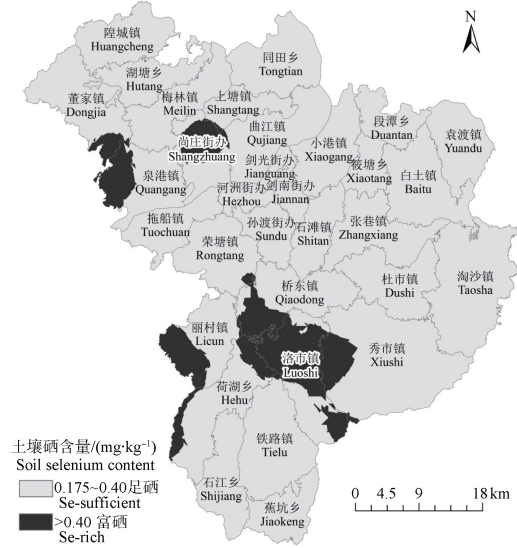 隍城镇
Huangcheng
同田乡
Tongtian
N
湖塘乡
Hutang
董家镇
Dongjia
梅林镇
Meilin
上塘镇
Shangtang
段潭乡
Duantan
袁渡镇
Yuandu
尚庄街办
Shangzhuang
曲江镇
Qujiang
小港镇
Xiaogang
剑光街办
Jianguang
筱塘乡
Xiaotang
白土镇
Baitu
泉港镇
Quangang
河洲街办
Hezhou
剑南街办
Jiannan
拖船镇
Tuochuan
孙渡街办
Sundu
石滩镇
Shitan
张巷镇
Zhangxiang
荣塘镇
Rongtang
桥东镇
Qiaodong
杜市镇
Dushi
淘沙镇
Taosha
丽村镇
Licun
洛市镇
Luoshi
秀市镇
Xiushi
荷湖乡
Hehu
铁路镇
Tielu
石江乡
Shijiang
蕉坑乡
Jiaokeng
土壤硒含量/(mg·kg⁻¹)
Soil selenium content
0.175~0.40足硒
Se-sufficient
>0.40 富硒
Se-rich
0 4.5 9 18 km